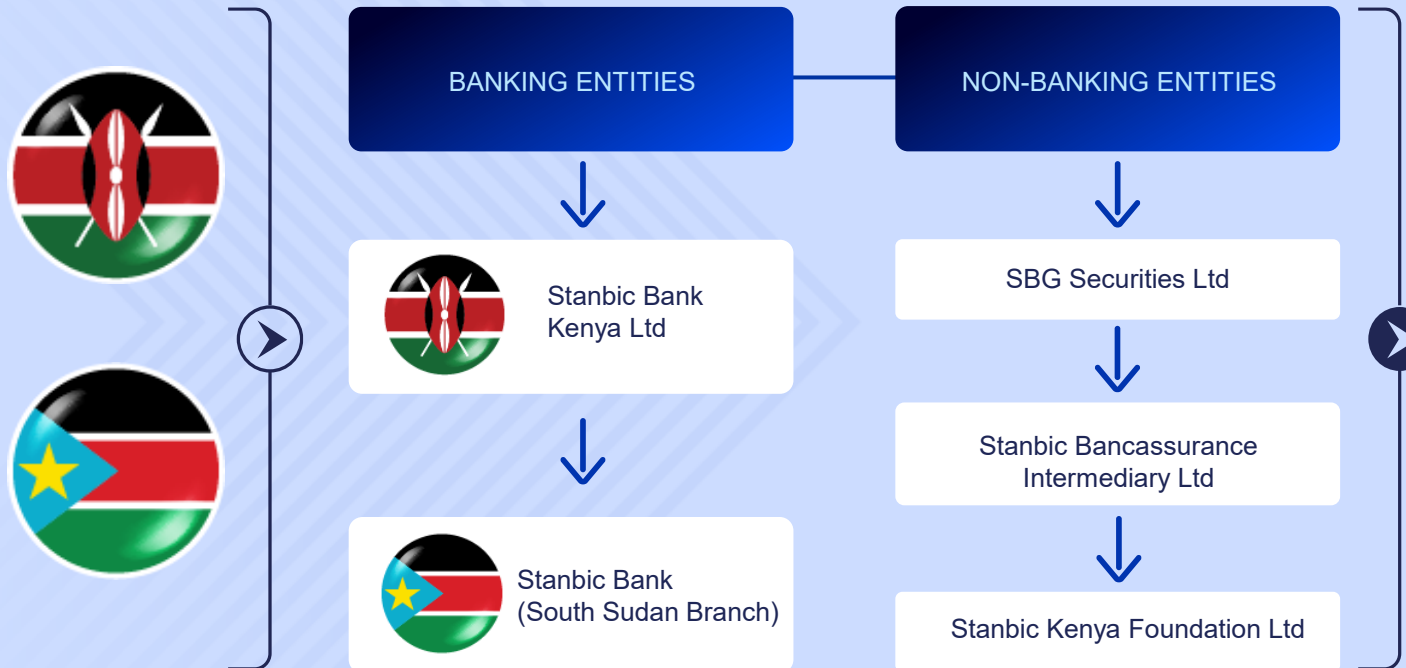 BANKING ENTITIES
Stanbic Bank
Kenya Ltd
Stanbic Bank
(South Sudan Branch)
NON-BANKING ENTITIES
SBG Securities Ltd
Stanbic Bancassurance
Intermediary Ltd
Stanbic Kenya Foundation Ltd